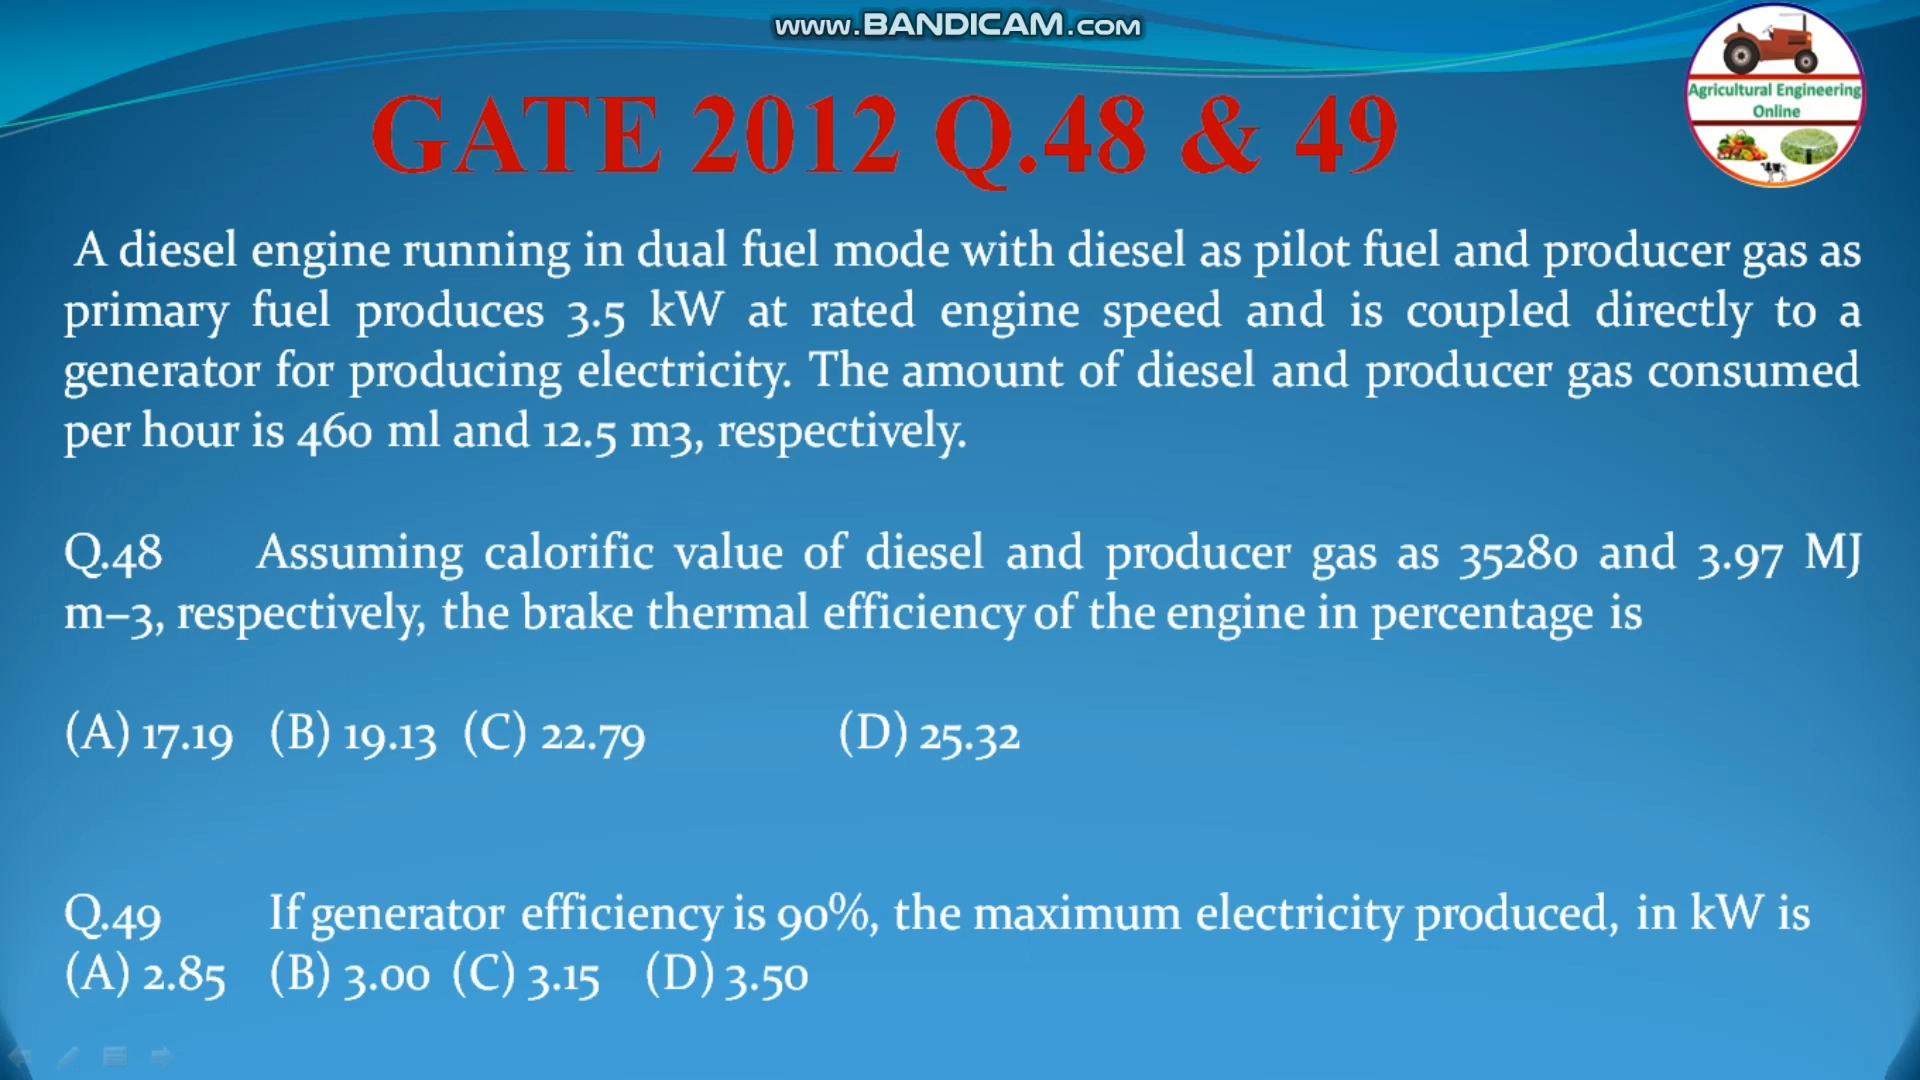 www.BANDICAM.com
Agricultural Engineering
Online
GATE 2012 Q.48 & 49
A diesel engine running in dual fuel mode with diesel as pilot fuel and producer gas as
primary fuel produces 3.5 kW at rated engine speed and is coupled directly to a
generator for producing electricity. The amount of diesel and producer gas consumed
per hour is 460 ml and 12.5 m3, respectively.
Q.48 Assuming calorific value of diesel and producer gas as 35280 and 3.97 MJ
m–3, respectively, the brake thermal efficiency of the engine in percentage is
(A) 17.19 (B) 19.13 (C) 22.79 (D) 25.32
Q.49 If generator efficiency is 90%, the maximum electricity produced, in kW is
(A) 2.85 (B) 3.00 (C) 3.15 (D) 3.50